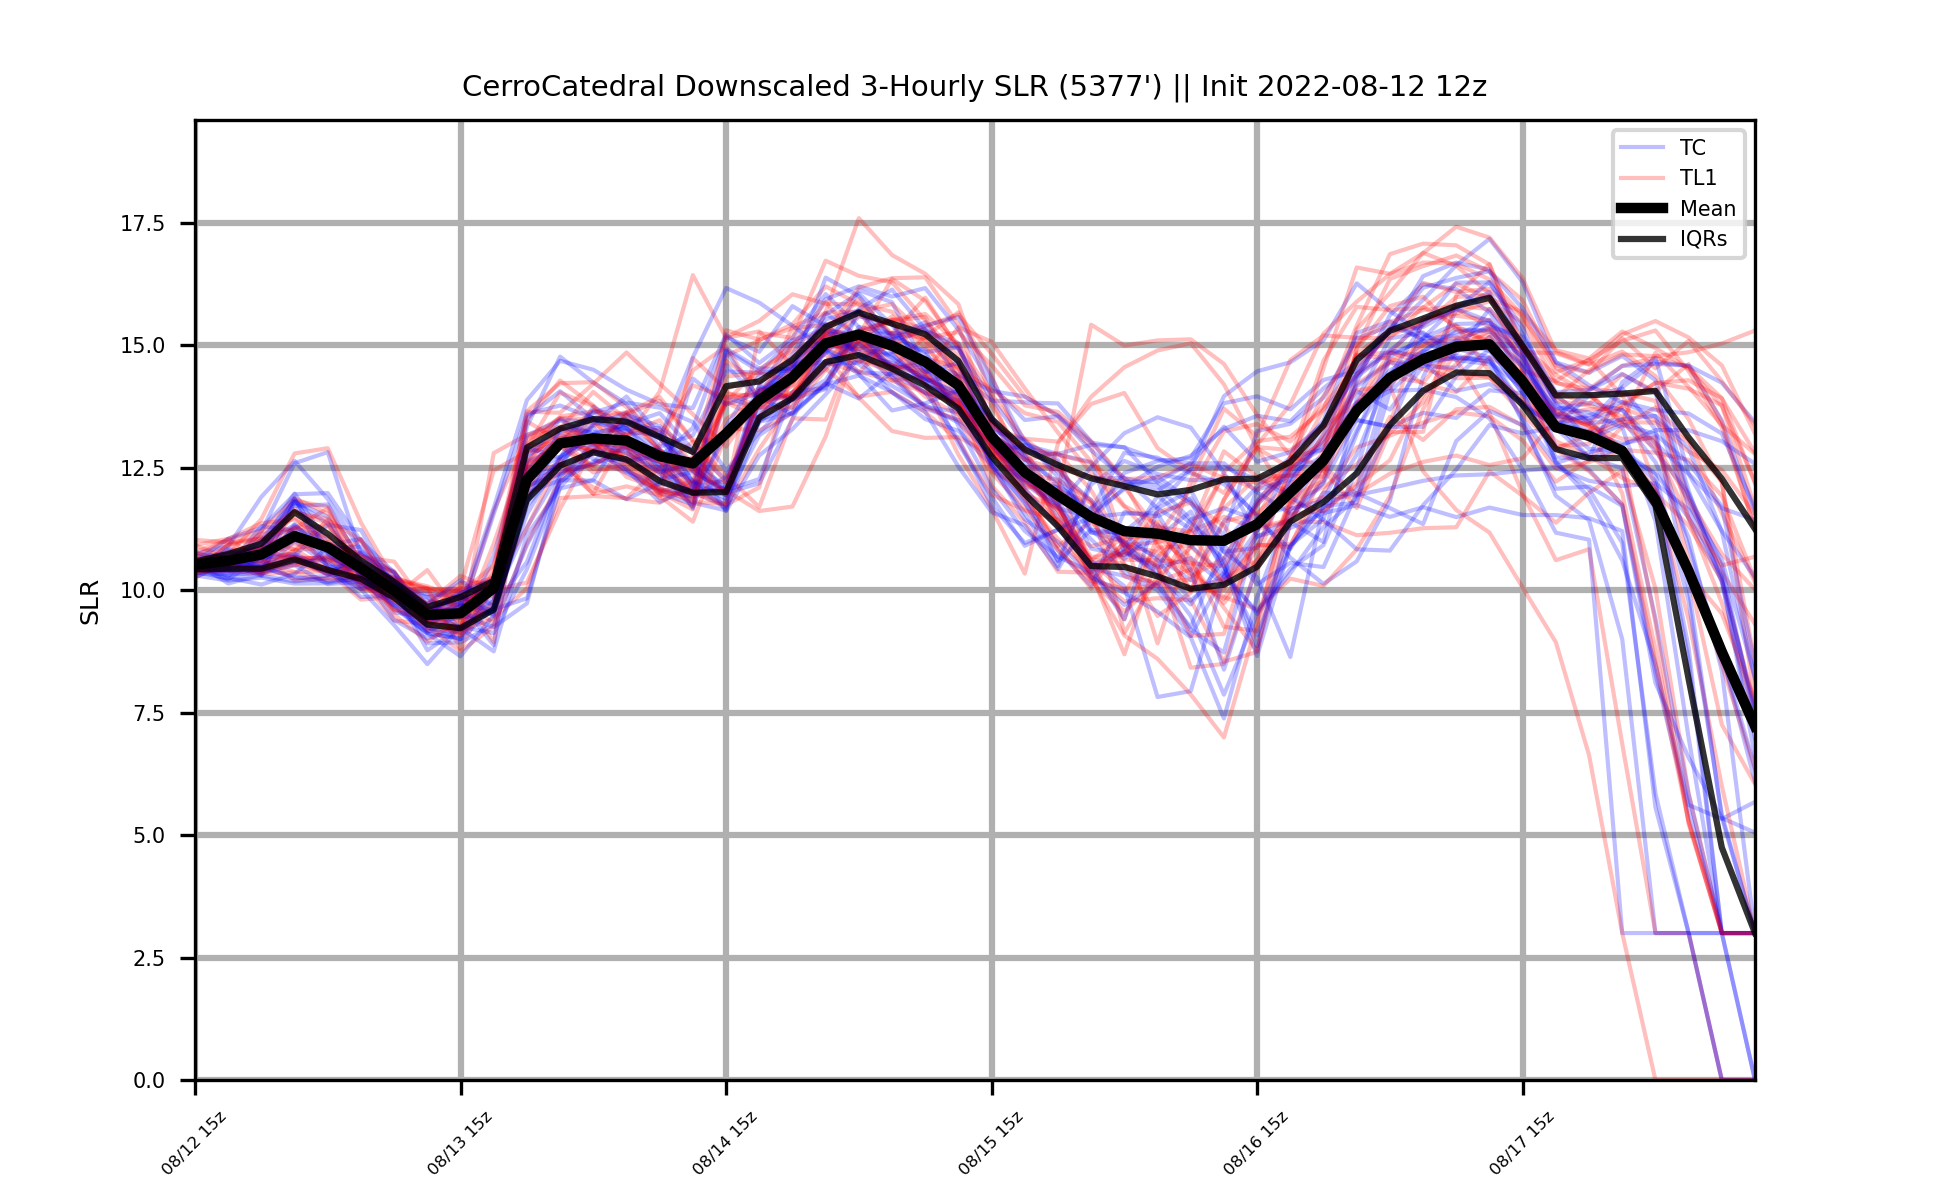 CerroCatedral Downscaled 3-Hourly SLR (5377') || Init 2022-08-12 12z
TC
TL1
Mean
IQRs
SLR
17.5
15.0
12.5
10.0
7.5
5.0
2.5
0.0
08/12 15z
08/13 15z
08/14 15z
08/15 15z
08/16 15z
08/17 15z